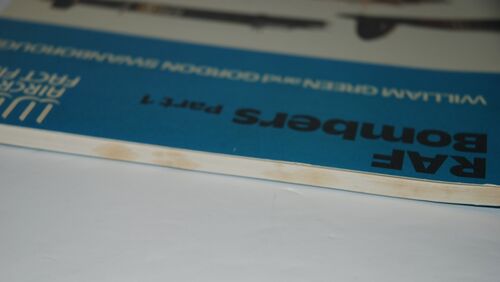 RAF
Bombers Part 1
WILLIAM GREEN and GORDON SWANBOROUGH
WW2
AIRCRAFT
FACT FILES